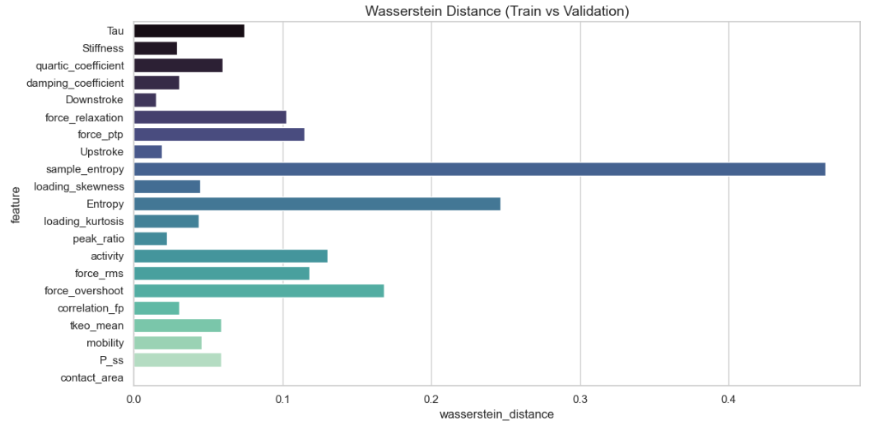 Wasserstein Distance (Train vs Validation)
feature
Tau
Stiffness
quartic_coefficient
damping_coefficient
Downstroke
force_relaxation
force_ptp
Upstroke
sample_entropy
loading_skewness
Entropy
loading_kurtosis
peak_ratio
activity
force_rms
force_overshoot
correlation_fp
tkeo_mean
mobility
P_ss
contact_area
0.0 0.1 0.2 0.3 0.4
wasserstein_distance